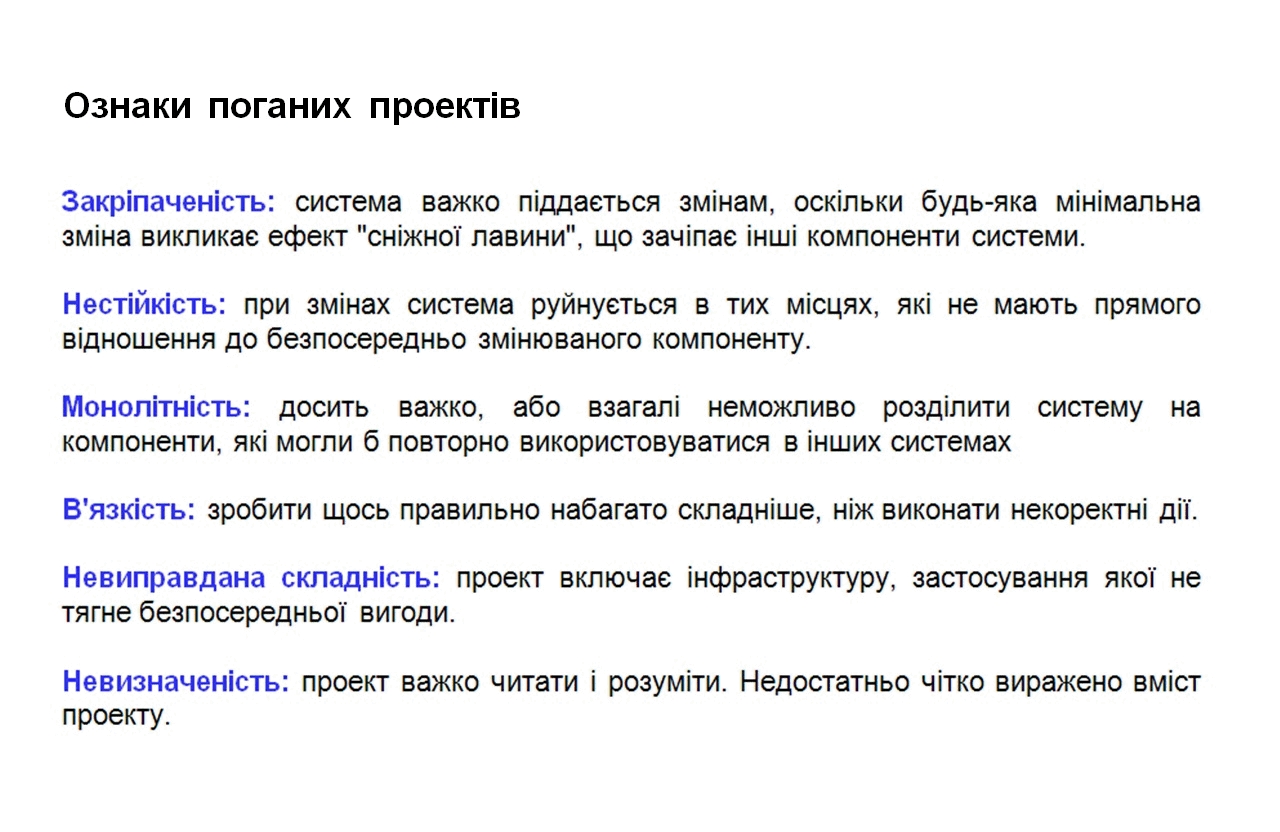 Ознаки поганих проектів
Закріпаченість: система важко піддається змінам, оскільки будь-яка мінімальна
зміна викликає ефект "сніжної лавини", що зачіпає інші компоненти системи.
Нестійкість: при змінах система руйнується в тих місцях, які не мають прямого
відношення до безпосередньо змінюваного компоненту.
Монолітність: досить важко, або взагалі неможливо розділити систему на
компоненти, які могли б повторно використовуватися в інших системах
В'язкість: зробити щось правильно набагато складніше, ніж виконати некоректні дії.
Невиправдана складність: проект включає інфраструктуру, застосування якої не
тягне безпосередньої вигоди.
Невизначеність: проект важко читати і розуміти. Недостатньо чітко виражено вміст
проекту.